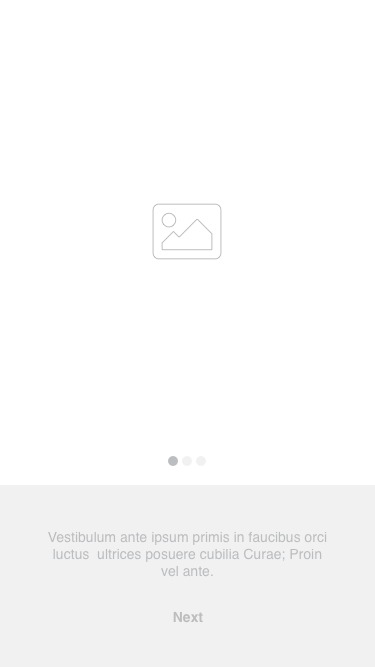 Vestibulum ante ipsum primis in faucibus orci
luctus  ultrices posuere cubilia Curae; Proin
vel ante.
Next